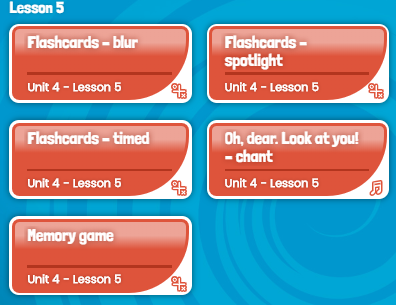 Lesson 5
Flashcards – blur
Unit 4 – Lesson 5
Flashcards –
spotlight
Unit 4 – Lesson 5
Flashcards – timed
Unit 4 – Lesson 5
Oh, dear. Look at you!
– chant
Unit 4 – Lesson 5
Memory game
Unit 4 – Lesson 5